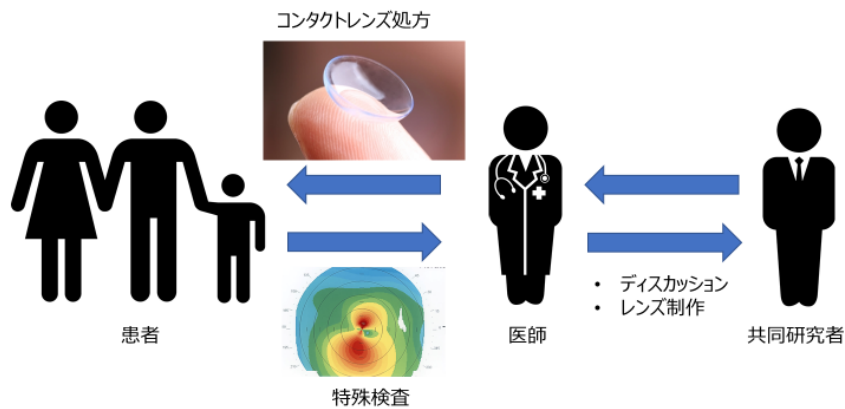 コンタクトレンズ処方
• ディスカッション
• レンズ制作
患者
医師
共同研究者
特殊検査